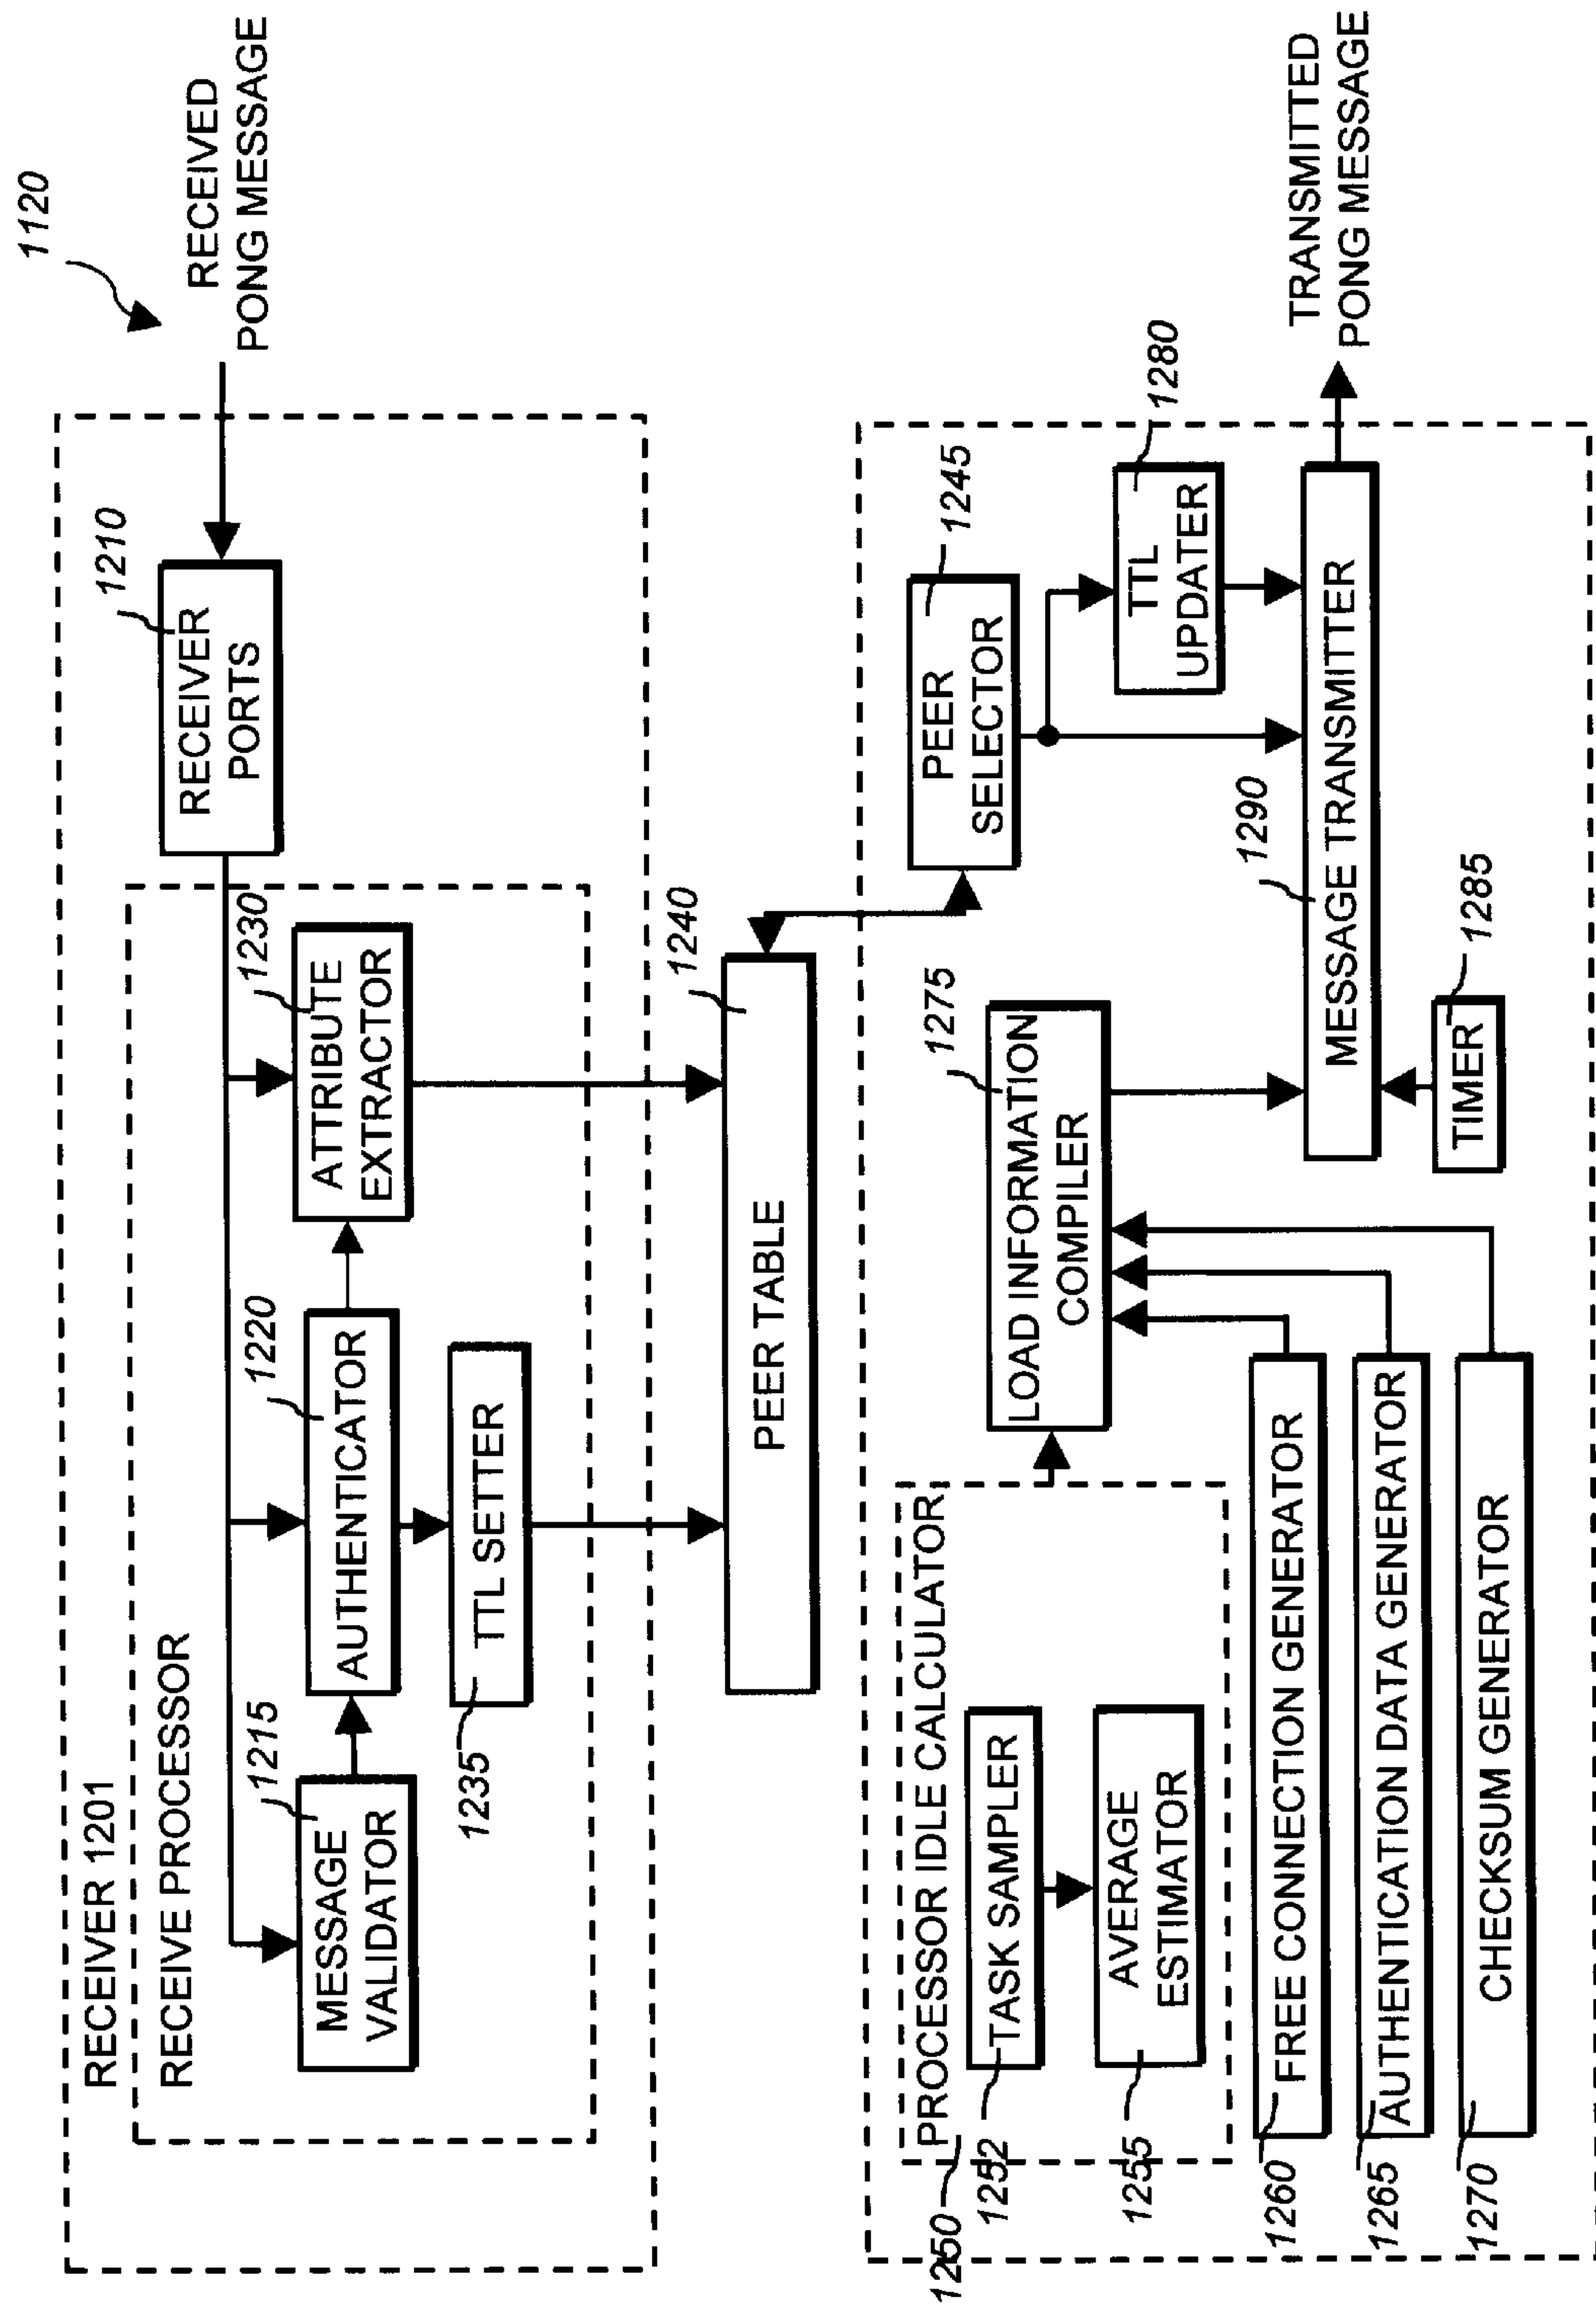 1120
RECEIVED
PONG MESSAGE
RECEIVER 1201
RECEIVE PROCESSOR
1210
RECEIVER
PORTS
1215
MESSAGE
VALIDATOR
1220
AUTHENTICATOR
1230
ATTRIBUTE
EXTRACTOR
1235
TTL SETTER
1240
PEER TABLE
1245
PEER
SELECTOR
1280
TTL
UPDATER
1250
PROCESSOR IDLE CALCULATOR
1252
TASK SAMPLER
1255
AVERAGE
ESTIMATOR
1275
LOAD INFORMATION
COMPILER
1260
FREE CONNECTION GENERATOR
1265
AUTHENTICATION DATA GENERATOR
1270
CHECKSUM GENERATOR
1290
MESSAGE TRANSMITTER
1285
TIMER
TRANSMITTED
PONG MESSAGE